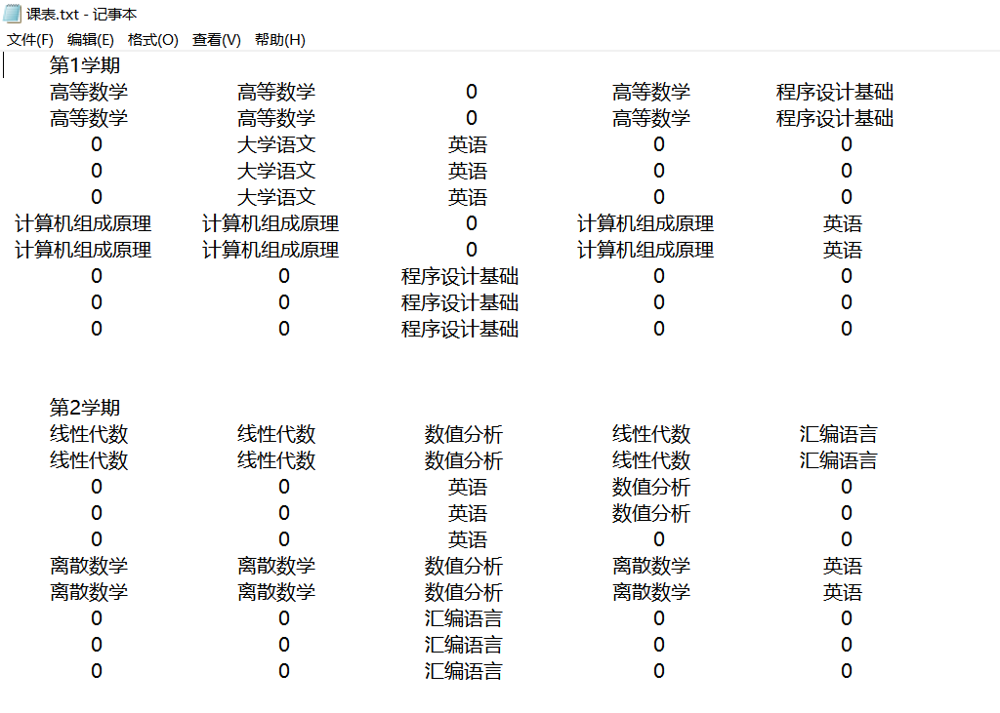 课表.txt - 记事本
文件(F) 编辑(E) 格式(O) 查看(V) 帮助(H)
第1学期
高等数学 高等数学 0 高等数学 程序设计基础
高等数学 高等数学 0 高等数学 程序设计基础
0 大学语文 英语 0 0
0 大学语文 英语 0 0
0 大学语文 英语 0 0
计算机组成原理 计算机组成原理 0 计算机组成原理 英语
计算机组成原理 计算机组成原理 0 计算机组成原理 英语
0 0 程序设计基础 0 0
0 0 程序设计基础 0 0
0 0 程序设计基础 0 0
第2学期
线性代数 线性代数 数值分析 线性代数 汇编语言
线性代数 线性代数 数值分析 线性代数 汇编语言
0 0 英语 数值分析 0
0 0 英语 数值分析 0
0 0 英语 0 0
离散数学 离散数学 数值分析 离散数学 英语
离散数学 离散数学 数值分析 离散数学 英语
0 0 汇编语言 0 0
0 0 汇编语言 0 0
0 0 汇编语言 0 0